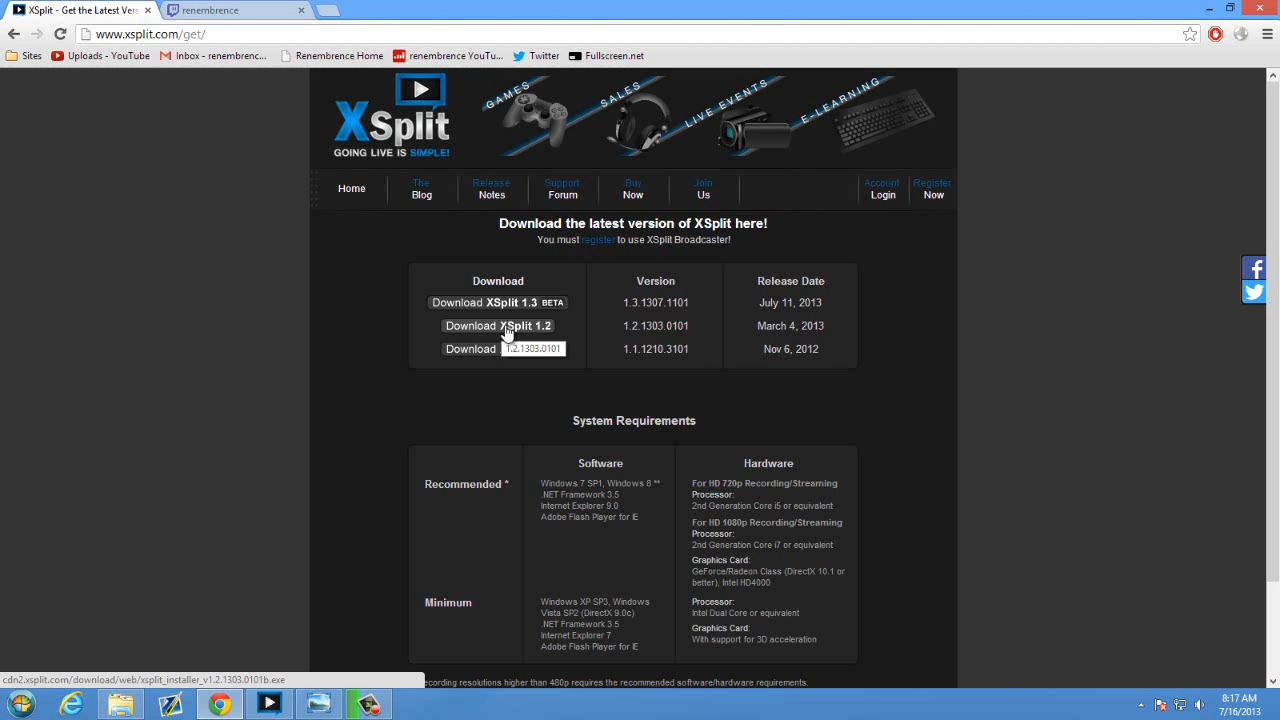 XSplit - Get the Latest Vers
renembrence
www.xsplit.com/get/
Sites
Uploads - YouTube
Inbox - renembrenc...
Renembrence Home
renembrence YouTu...
Twitter
Fullscreen.net
XSplit
GOING LIVE IS SIMPLE!
GAMES
SALES
LIVE EVENTS
E-LEARNING
Home
The Blog
Release Notes
Support Forum
Buy Now
Join Us
Account Login
Register Now
Download the latest version of XSplit here!
You must register to use XSplit Broadcaster!
Download Version Release Date
Download XSplit 1.3 BETA 1.3.1307.1101 July 11, 2013
Download XSplit 1.2 1.2.1303.0101 March 4, 2013
Download 1.2.1303.0101 1.1.1210.3101 Nov 6, 2012
System Requirements
Software Hardware
Recommended *
Windows 7 SP1, Windows 8 **
.NET Framework 3.5
Internet Explorer 9.0
Adobe Flash Player for IE
For HD 720p Recording/Streaming
Processor:
2nd Generation Core i5 or equivalent
For HD 1080p Recording/Streaming
Processor:
2nd Generation Core i7 or equivalent
Graphics Card:
GeForce/Radeon Class (DirectX 10.1 or
better), Intel HD4000
Minimum
Windows XP SP3, Windows
Vista SP2 (DirectX 9.0c)
.NET Framework 3.5
Internet Explorer 7
Adobe Flash Player for IE
Processor:
Intel Dual Core or equivalent
Graphics Card:
With support for 3D acceleration
recording resolutions higher than 480p requires the recommended software/hardware requirements.
cdn2.xsplit.com/download/web/xsplit_installer_v1.2.1303.0101b.exe
8:17 AM
7/16/2013